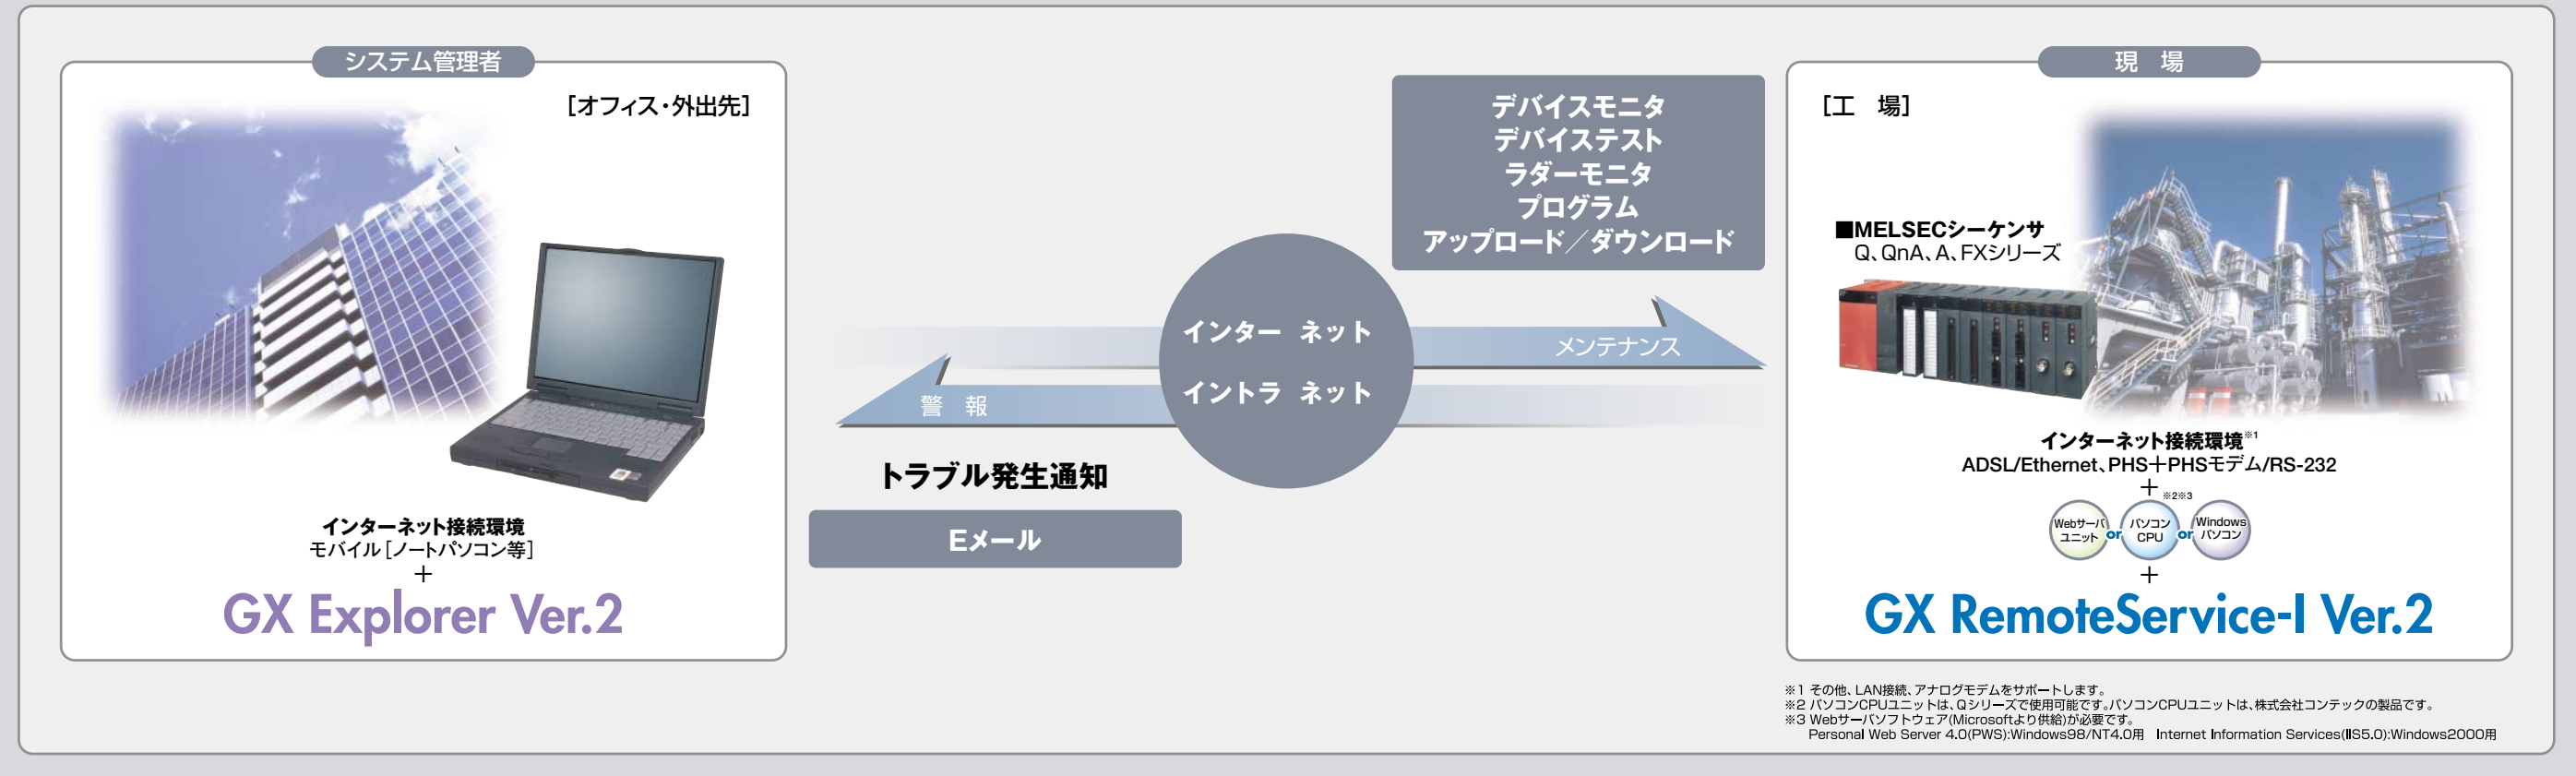 システム管理者
[オフィス・外出先]
インターネット接続環境
モバイル[ノートパソコン等]
+
GX Explorer Ver.2
デバイスモニタ
デバイステスト
ラダーモニタ
プログラム
アップロード／ダウンロード
インター ネット
イントラ ネット
メンテナンス
警 報
トラブル発生通知
Eメール
現 場
[工 場]
■MELSECシーケンサ
Q、QnA、A、FXシリーズ
インターネット接続環境※1
ADSL/Ethernet、PHS＋PHSモデム/RS-232
+
※2※3
Webサーバ
ユニット
or
パソコン
CPU
or
Windows
パソコン
+
GX RemoteService-I Ver.2
※1 その他、LAN接続、アナログモデムをサポートします。
※2 パソコンCPUユニットは、Qシリーズで使用可能です。パソコンCPUユニットは、株式会社コンテックの製品です。
※3 Webサーバソフトウェア(Microsoftより供給)が必要です。
Personal Web Server 4.0(PWS):Windows98/NT4.0用 Internet Information Services(IIS5.0):Windows2000用